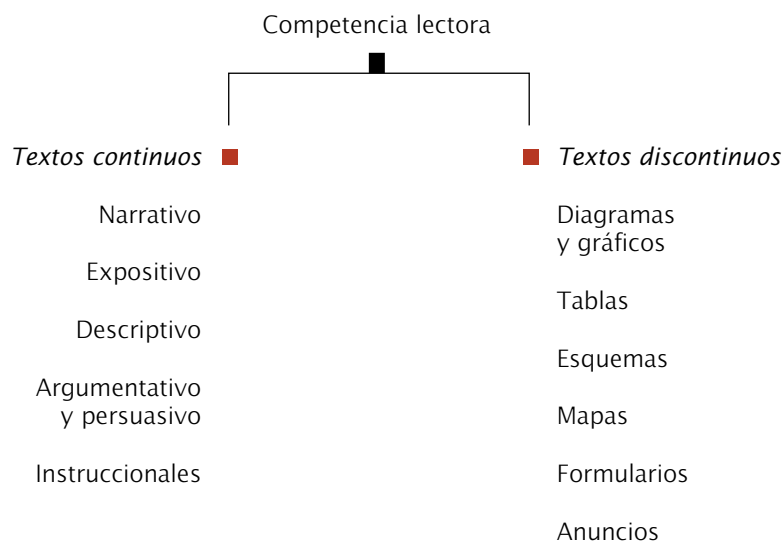 Competencia lectora
Textos continuos
Narrativo
Expositivo
Descriptivo
Argumentativo
y persuasivo
Instruccionales
Textos discontinuos
Diagramas
y gráficos
Tablas
Esquemas
Mapas
Formularios
Anuncios